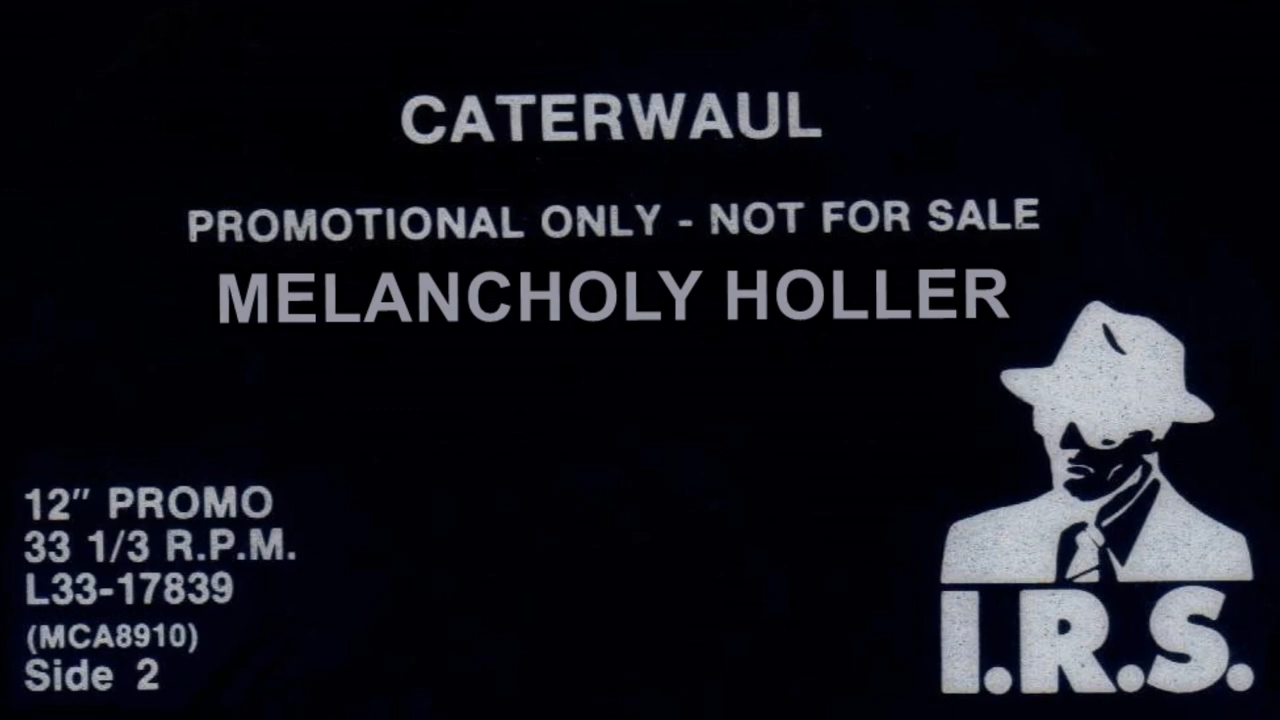 CATERWAUL
PROMOTIONAL ONLY - NOT FOR SALE
MELANCHOLY HOLLER
12" PROMO
33 1/3 R.P.M.
L33-17839
(MCA8910)
Side 2
I.R.S.